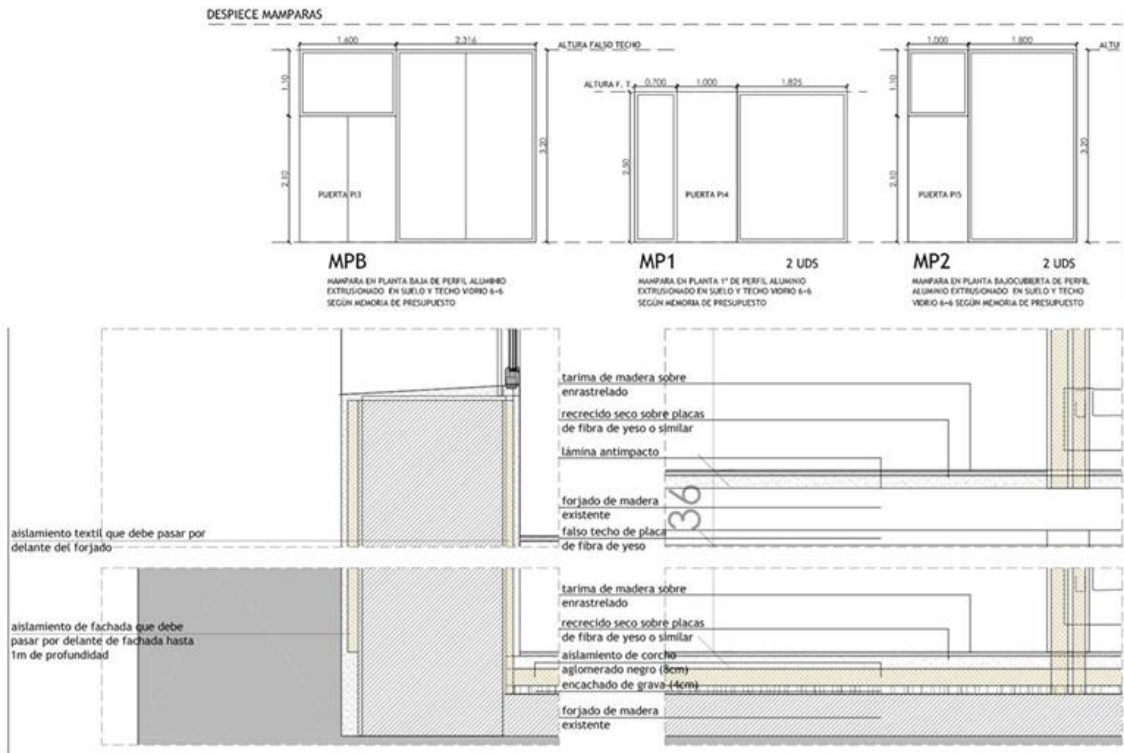 DESPIECE MAMPARAS
1.600
2.316
ALTURA FALSO TECHO
1.10
2.10
3.20
PUERTA PI3
MPB
MAMPARA EN PLANTA BAJA DE PERFIL ALUMINIO
EXTRUSIONADO EN SUELO Y TECHO VIDRIO 6+6
SEGÚN MEMORIA DE PRESUPUESTO
ALTURA F. T.
0.700
1.000
1.825
2.50
PUERTA PI4
MP1
2 UDS
MAMPARA EN PLANTA 1ª DE PERFIL ALUMINIO
EXTRUSIONADO EN SUELO Y TECHO VIDRIO 6+6
SEGÚN MEMORIA DE PRESUPUESTO
1.000
1.800
ALTU
1.10
2.10
3.20
PUERTA PI5
MP2
2 UDS
MAMPARA EN PLANTA BAJOCUBIERTA DE PERFIL
ALUMINIO EXTRUSIONADO EN SUELO Y TECHO
VIDRIO 6+6 SEGÚN MEMORIA DE PRESUPUESTO
tarima de madera sobre
enrastrelado
recrecido seco sobre placas
de fibra de yeso o similar
lámina antimpacto
36
forjado de madera
existente
falso techo de placa
de fibra de yeso
aislamiento textil que debe pasar por
delante del forjado
tarima de madera sobre
enrastrelado
recrecido seco sobre placas
de fibra de yeso o similar
aislamiento de corcho
aglomerado negro (8cm)
encachado de grava (4cm)
forjado de madera
existente
aislamiento de fachada que debe
pasar por delante de fachada hasta
1m de profundidad